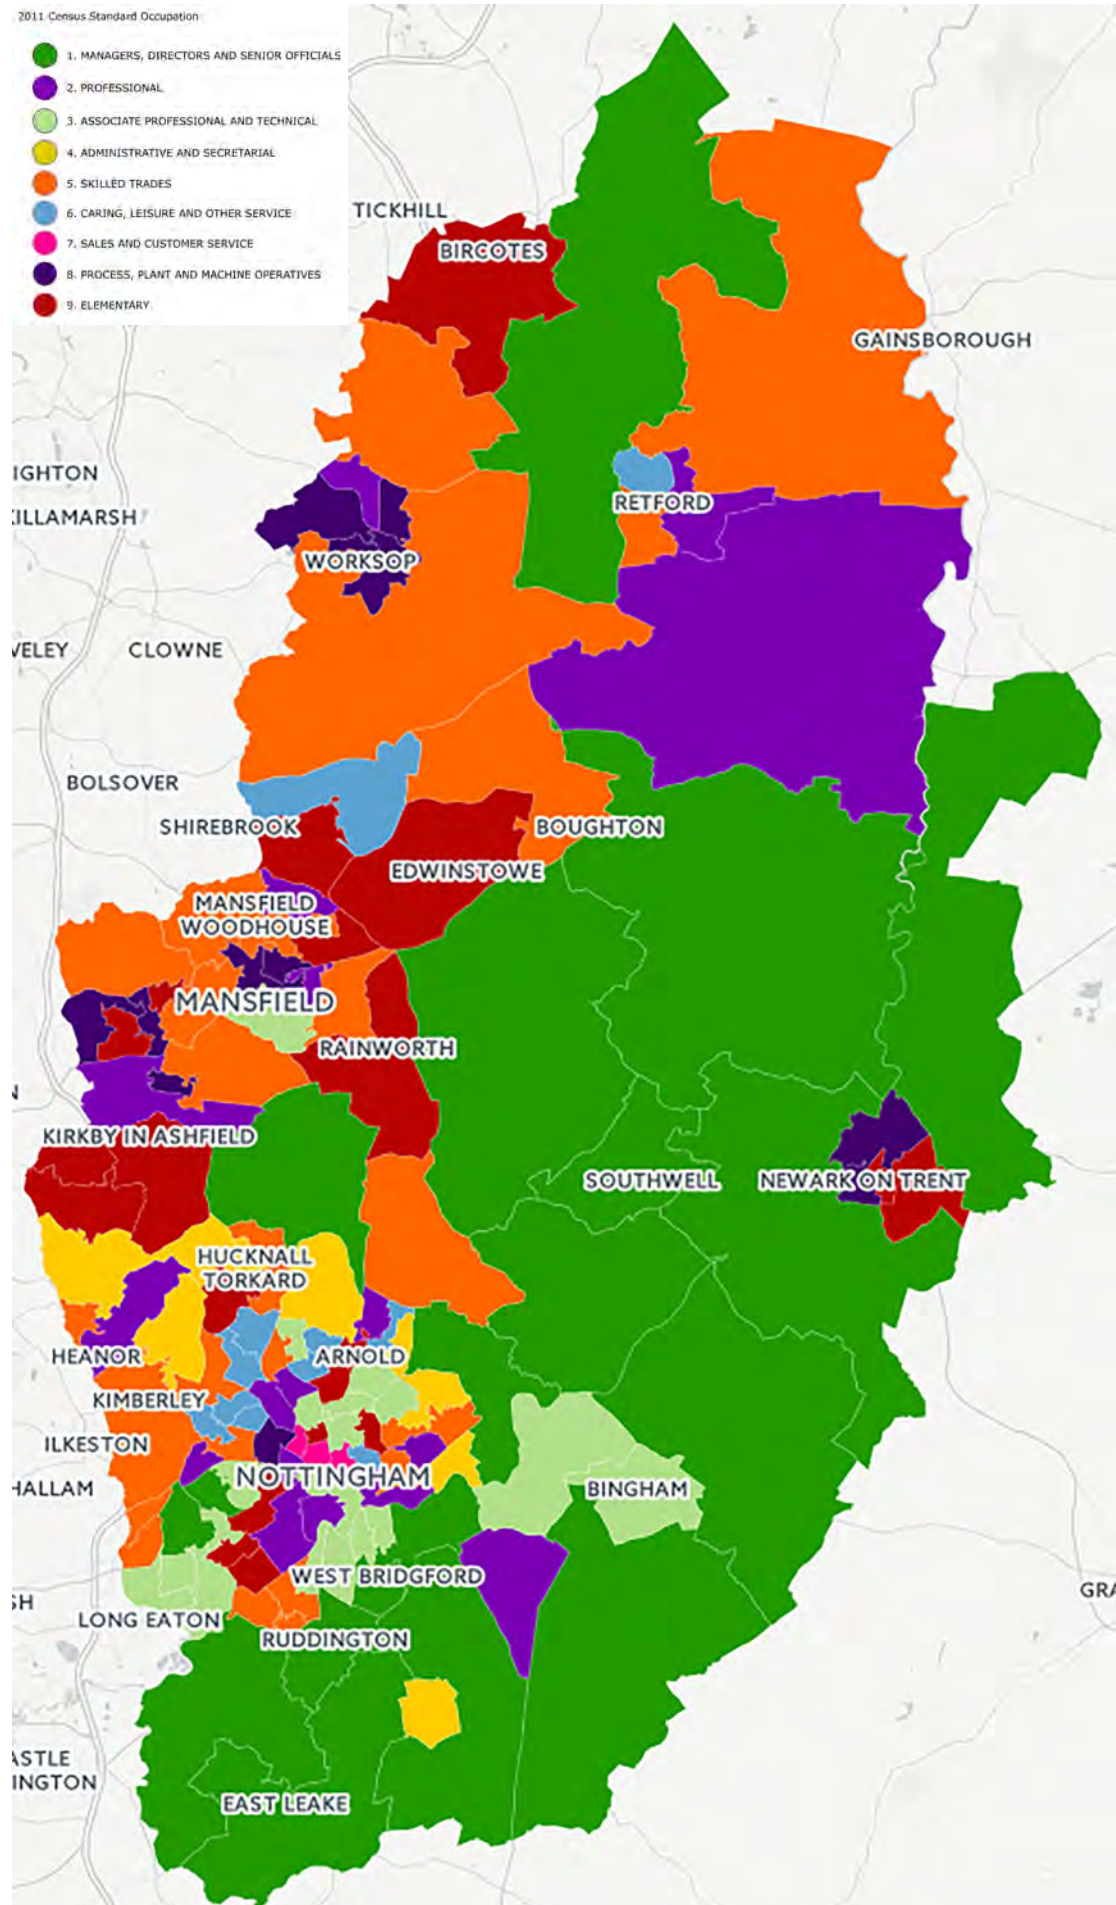 2011 Census Standard Occupation
1. MANAGERS, DIRECTORS AND SENIOR OFFICIALS
2. PROFESSIONAL
3. ASSOCIATE PROFESSIONAL AND TECHNICAL
4. ADMINISTRATIVE AND SECRETARIAL
5. SKILLED TRADES
6. CARING, LEISURE AND OTHER SERVICE
7. SALES AND CUSTOMER SERVICE
8. PROCESS, PLANT AND MACHINE OPERATIVES
9. ELEMENTARY
TICKHILL
BIRCOTES
GAINSBOROUGH
IGHTON
RETFORD
KILLAMARSH
WORKSOP
VELEY
CLOWNE
BOLSOVER
SHIREBROOK
BOUGHTON
EDWINSTOWE
MANSFIELD
WOODHOUSE
MANSFIELD
RAINWORTH
N
KIRKBY IN ASHFIELD
SOUTHWELL
NEWARK ON TRENT
HUCKNALL
TORKARD
HEANOR
ARNOLD
KIMBERLEY
ILKESTON
NOTTINGHAM
HALLAM
BINGHAM
WEST BRIDGFORD
GRA
SH
LONG EATON
RUDDINGTON
ASTLE
INGTON
EAST LEAKE